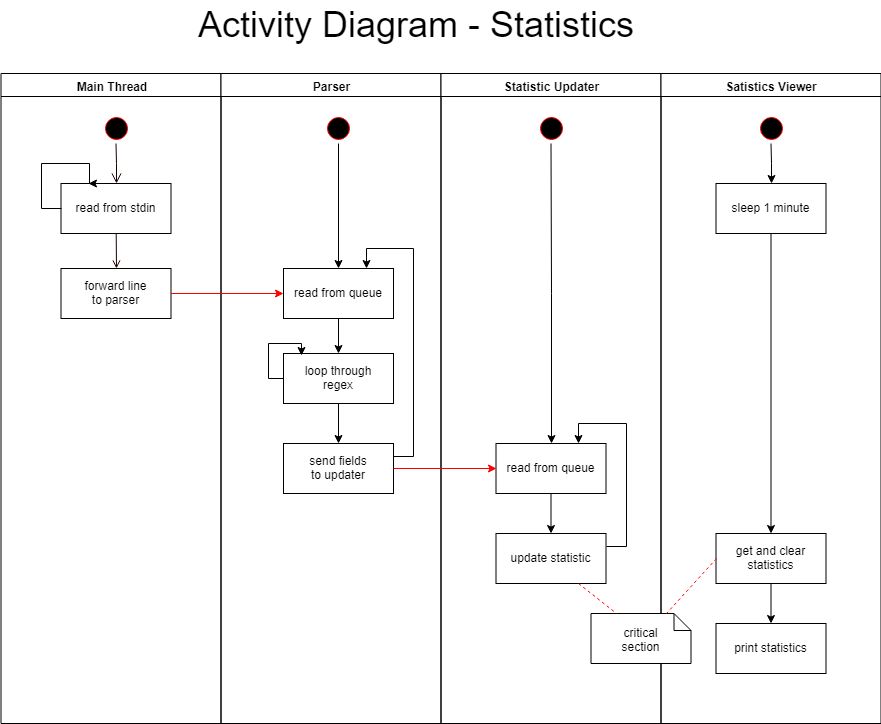 Activity Diagram - Statistics
Main Thread
Parser
Statistic Updater
Satistics Viewer
read from stdin
sleep 1 minute
forward line
to parser
read from queue
loop through
regex
send fields
to updater
read from queue
update statistic
get and clear
statistics
critical
section
print statistics